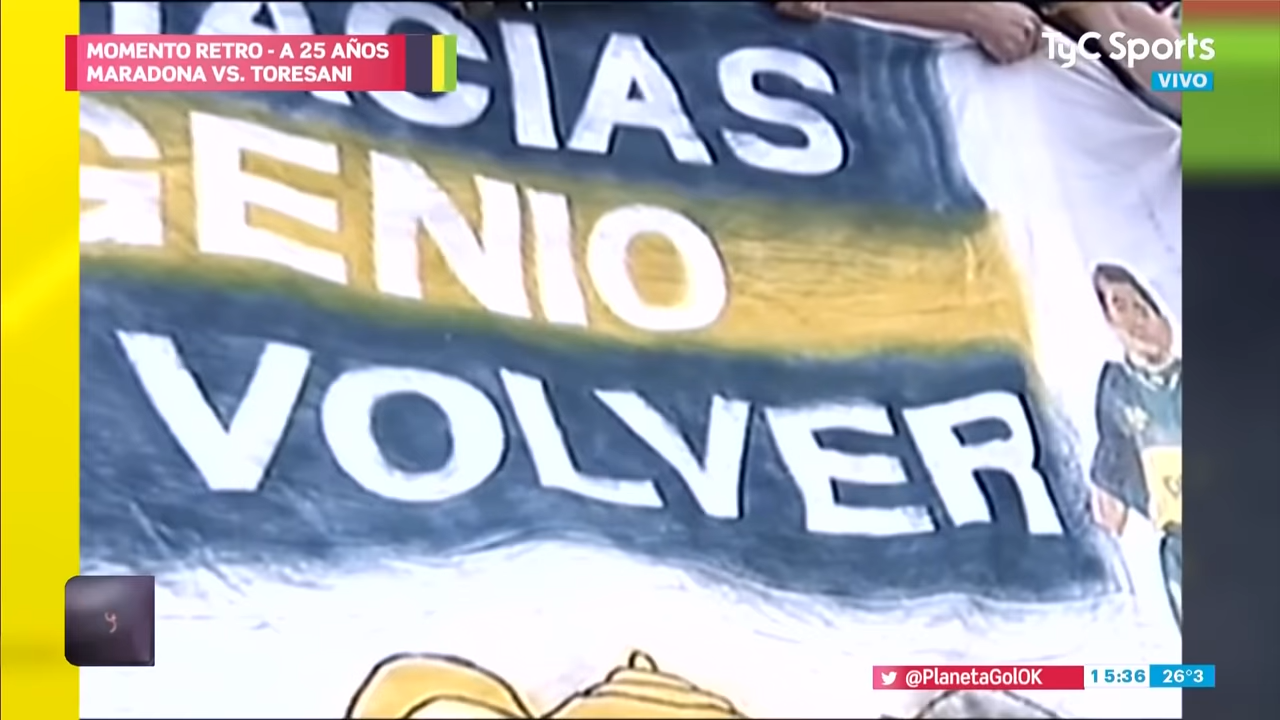 MOMENTO RETRO - A 25 AÑOS
MARADONA VS. TORESANI
TyC Sports
VIVO
ACIAS
GENIO
VOLVER
@PlanetaGolOK
15:36
26°3